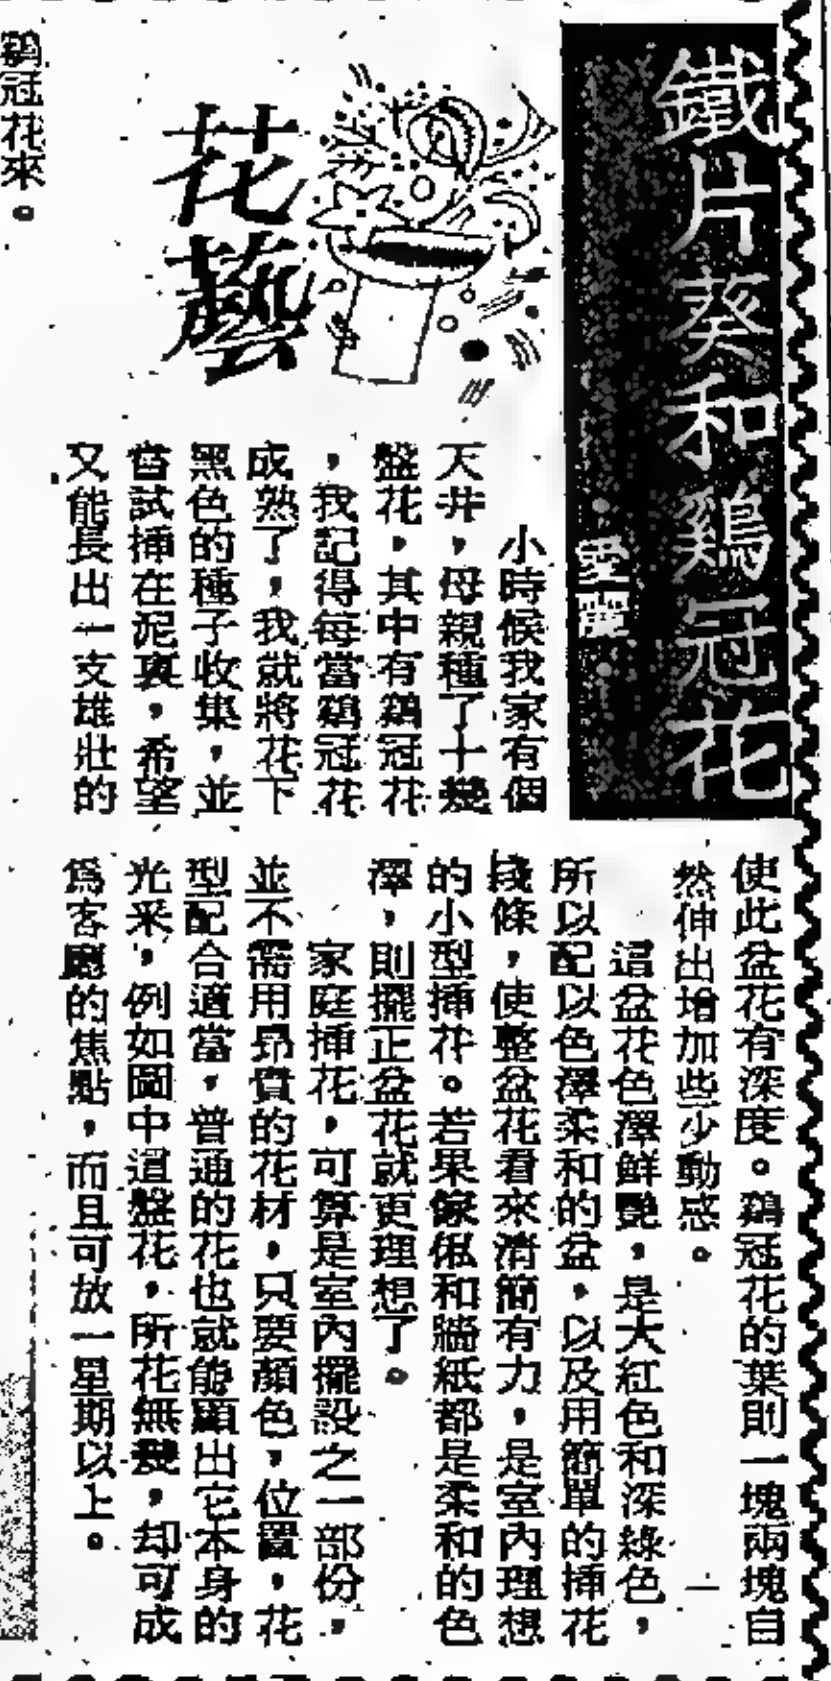 鐵片葵和鷄冠花
愛麗
花藝
小時候我家有個
天井，母親種了十幾
盤花，其中有鷄冠花
，我記得每當鷄冠花
成熟了，我就將花下
黑色的種子收集，並
嘗試揷在泥裏，希望
又能長出一支雄壯的
鷄冠花來。
使此盆花有深度。鷄冠花的葉則一塊兩塊自
然伸出增加些少動感。
這盆花色澤鮮艷，是大紅色和深綠色，
所以配以色澤柔和的盆，以及用簡單的揷花
綫條，使整盆花看來清簡有力，是室內理想
的小型揷花。若果傢俬和牆紙都是柔和的色
澤，則擺正盆花就更理想了。
家庭揷花，可算是室內擺設之一部份，
並不需用昂貴的花材，只要顏色，位置，花
型配合適當，普通的花也就能顯出它本身的
光采，例如圖中這盤花，所花無幾，却可成
爲客廳的焦點，而且可放一星期以上。